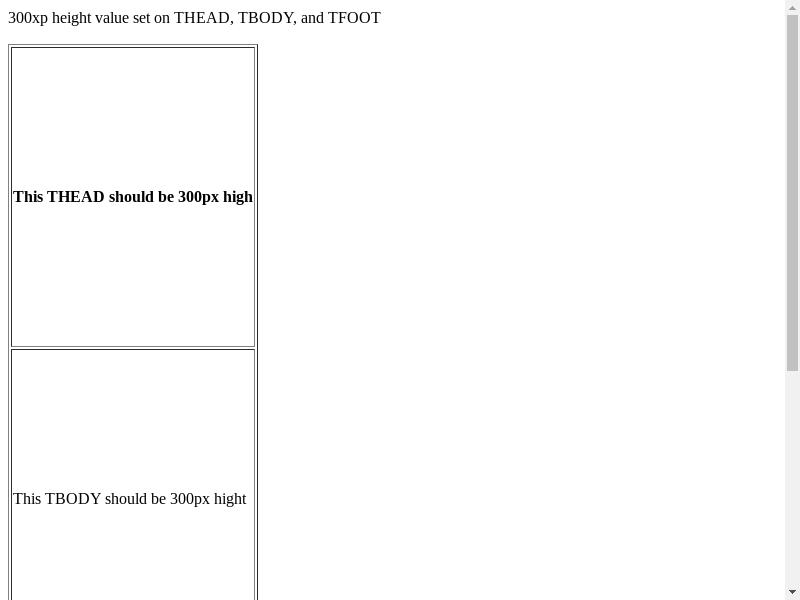 300xp height value set on THEAD, TBODY, and TFOOT
This THEAD should be 300px high
This TBODY should be 300px hight